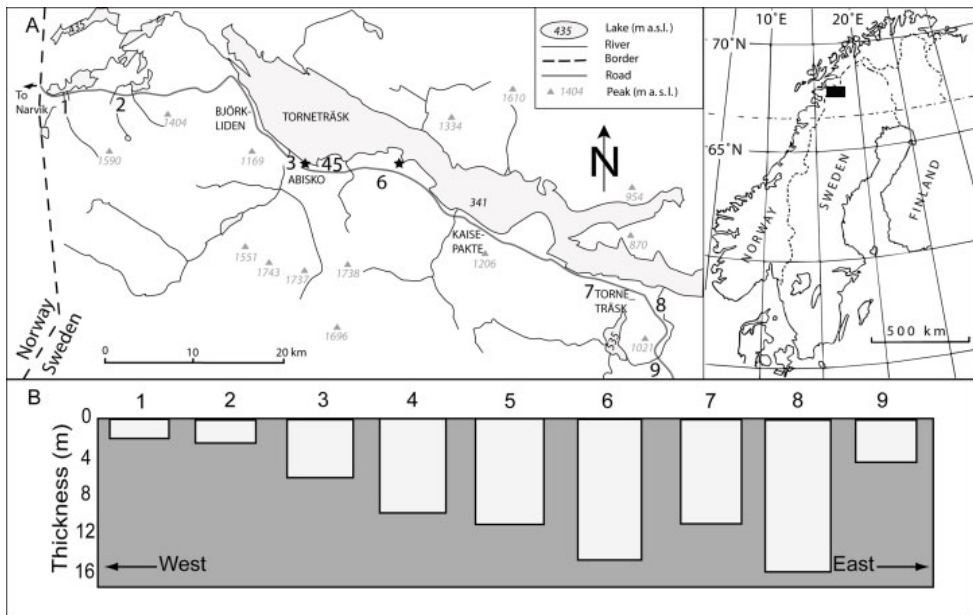 A
435
435 Lake (m a.s.l.)
River
Border
Road
1404 Peak (m a.s.l.)
To
Narvik
1
2
1404
1590
BJÖRK-
LIDEN
1169
TORNETRÄSK
1610
1334
N
3
45
ABISKO
6
341
954
KAISE-
PAKTE
870
1206
1551
1743
1737
1738
7
TORNE_
TRÄSK
8
1696
535
1021
9
Norway
Sweden
0 10 20 km
10°E 20°E
70°N
65°N
NORWAY
SWEDEN
FINLAND
500 km
B
1 2 3 4 5 6 7 8 9
Thickness (m)
0
4
8
12
16
West
East